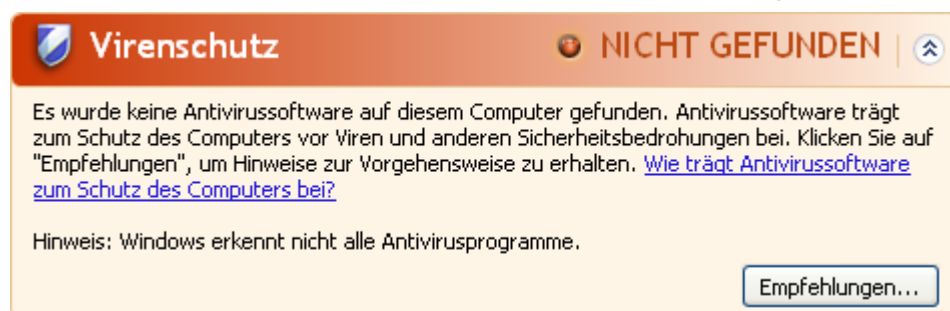 Virenschutz
NICHT GEFUNDEN
Es wurde keine Antivirussoftware auf diesem Computer gefunden. Antivirussoftware trägt
zum Schutz des Computers vor Viren und anderen Sicherheitsbedrohungen bei. Klicken Sie auf
"Empfehlungen", um Hinweise zur Vorgehensweise zu erhalten. Wie trägt Antivirussoftware
zum Schutz des Computers bei?
Hinweis: Windows erkennt nicht alle Antivirusprogramme.
Empfehlungen...